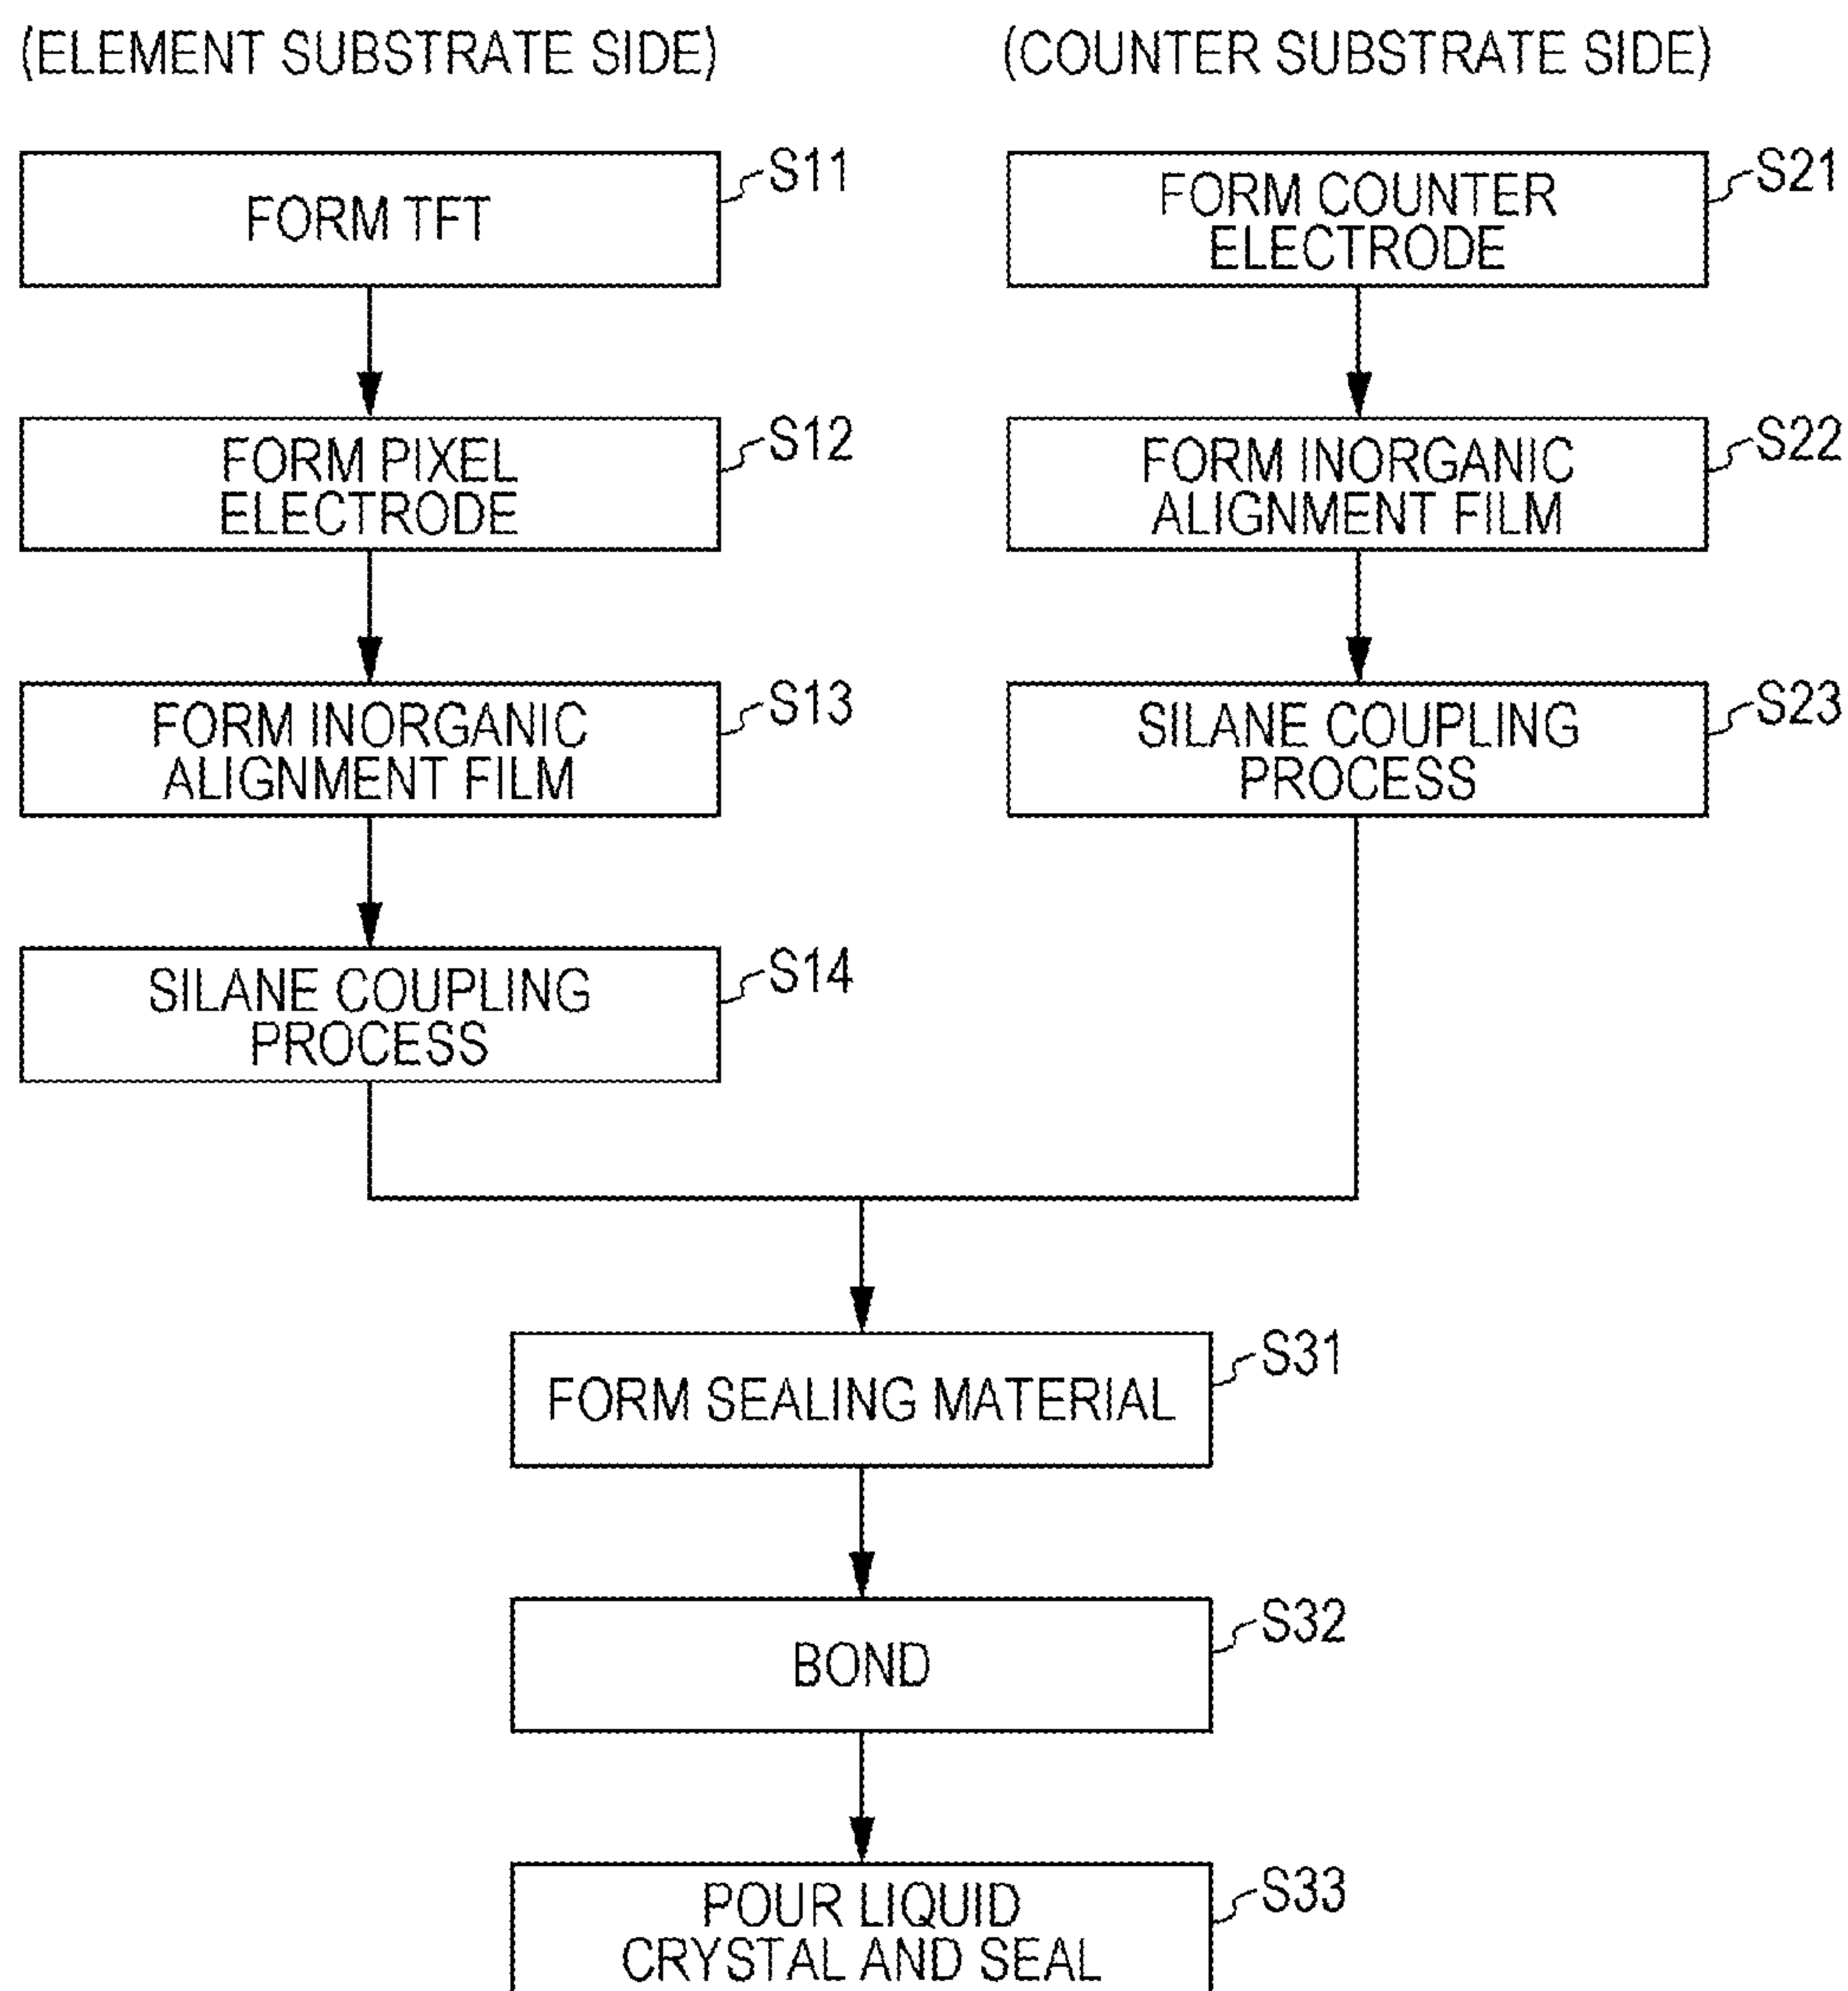 (ELEMENT SUBSTRATE SIDE)
FORM TFT
S11
FORM PIXEL
ELECTRODE
S12
FORM INORGANIC
ALIGNMENT FILM
S13
SILANE COUPLING
PROCESS
S14
(COUNTER SUBSTRATE SIDE)
FORM COUNTER
ELECTRODE
S21
FORM INORGANIC
ALIGNMENT FILM
S22
SILANE COUPLING
PROCESS
S23
FORM SEALING MATERIAL
S31
BOND
S32
POUR LIQUID
CRYSTAL AND SEAL
S33